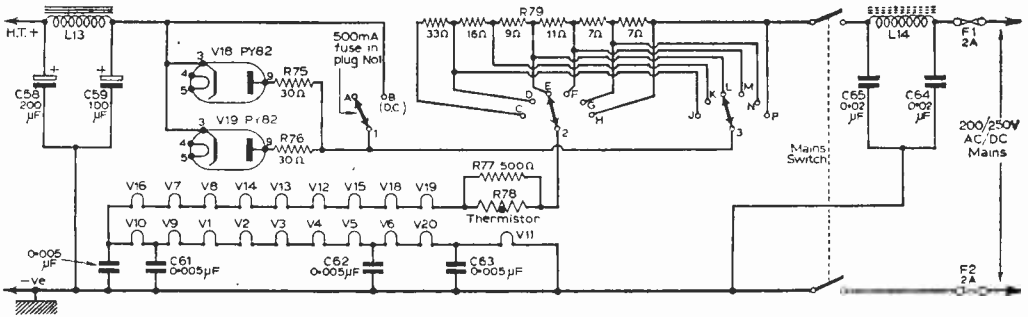 H.T.+
L13
C58
200
µF
+
C59
100
µF
+
V18 PY82
3
4
5
9
R75
30Ω
V19 PY82
3
4
5
9
R76
30Ω
500mA
fuse in
plug No1
A
B
(D.C.)
1
R79
33Ω
16Ω
9Ω
11Ω
7Ω
7Ω
C
D
E
F
G
H
2
J
K
L
M
N
P
3
R77 500Ω
R78
Thermistor
V16
V7
V8
V14
V13
V12
V15
V18
V19
V10
V9
V1
V2
V3
V4
V5
V6
V20
V11
0·005
µF
C61
0·005µF
C62
0·005µF
C63
0·005µF
-ve
Mains
Switch
L14
C65
0·02
µF
C64
0·02
µF
F1
2A
200/250V
AC/DC
Mains
F2
2A